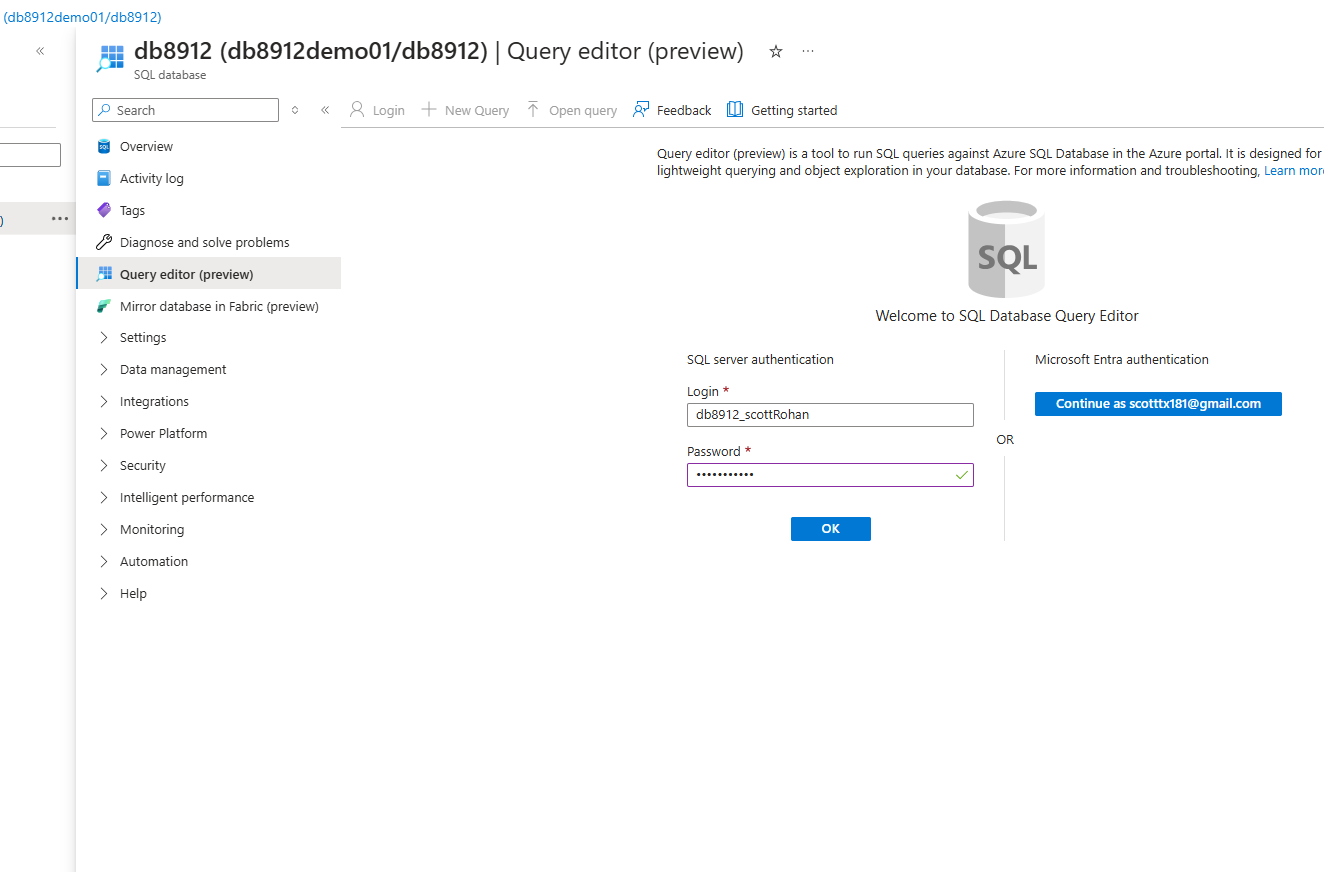 (db8912demo01/db8912)
db8912 (db8912demo01/db8912) | Query editor (preview)
SQL database
Search
Login
New Query
Open query
Feedback
Getting started
Overview
Activity log
Tags
Diagnose and solve problems
Query editor (preview)
Mirror database in Fabric (preview)
Settings
Data management
Integrations
Power Platform
Security
Intelligent performance
Monitoring
Automation
Help
Query editor (preview) is a tool to run SQL queries against Azure SQL Database in the Azure portal. It is designed for
lightweight querying and object exploration in your database. For more information and troubleshooting, Learn more
SQL
Welcome to SQL Database Query Editor
SQL server authentication
Login *
db8912_scottRohan
Password *
•••••••••••
OK
OR
Microsoft Entra authentication
Continue as scotttx181@gmail.com